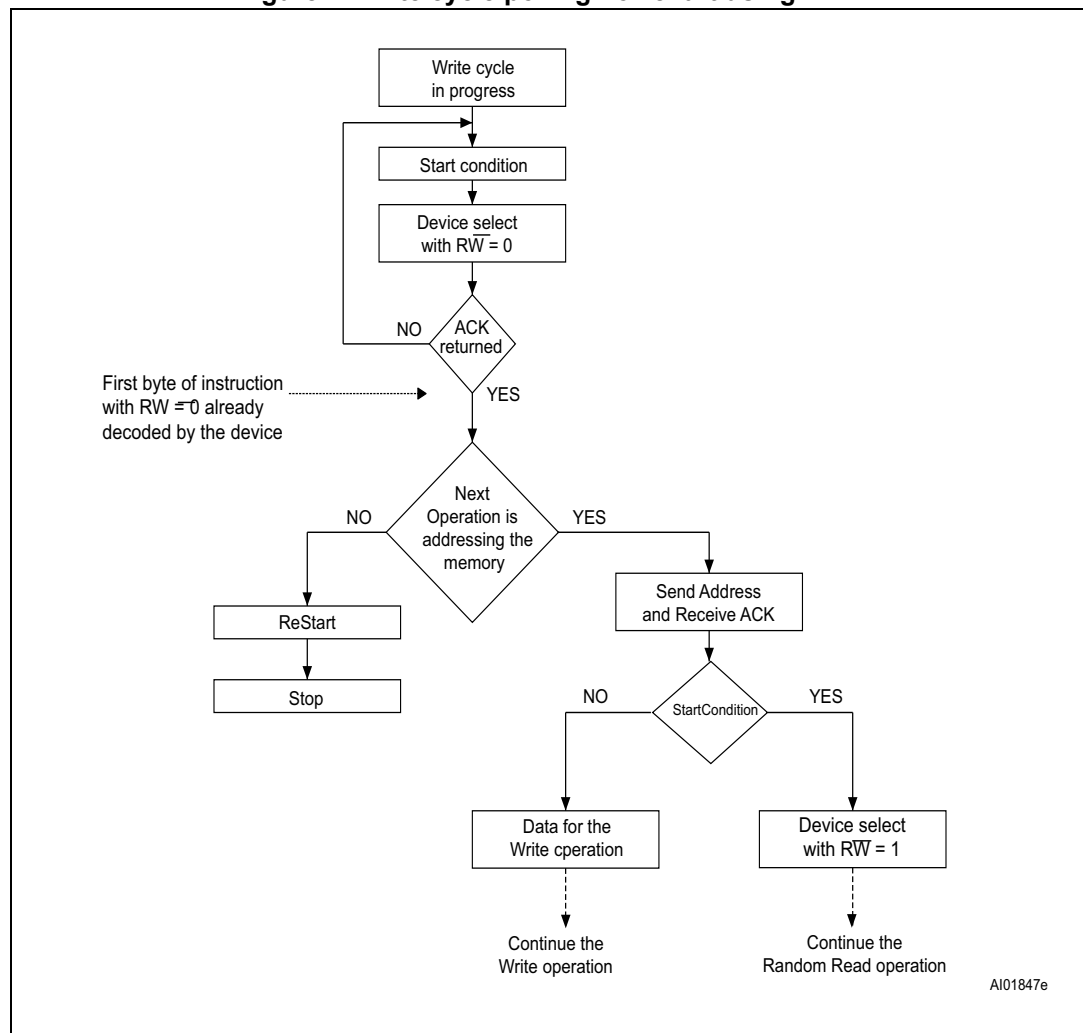 Write cycle
in progress
Start condition
Device select
with RW̅ = 0
NO
ACK
returned
First byte of instruction
with RW = 0 already
decoded by the device
YES
Next
Operation is
addressing the
memory
NO
YES
Send Address
and Receive ACK
ReStart
Stop
NO
StartCondition
YES
Data for the
Write cperation
Device select
with RW̅ = 1
Continue the
Write operation
Continue the
Random Read operation
AI01847e